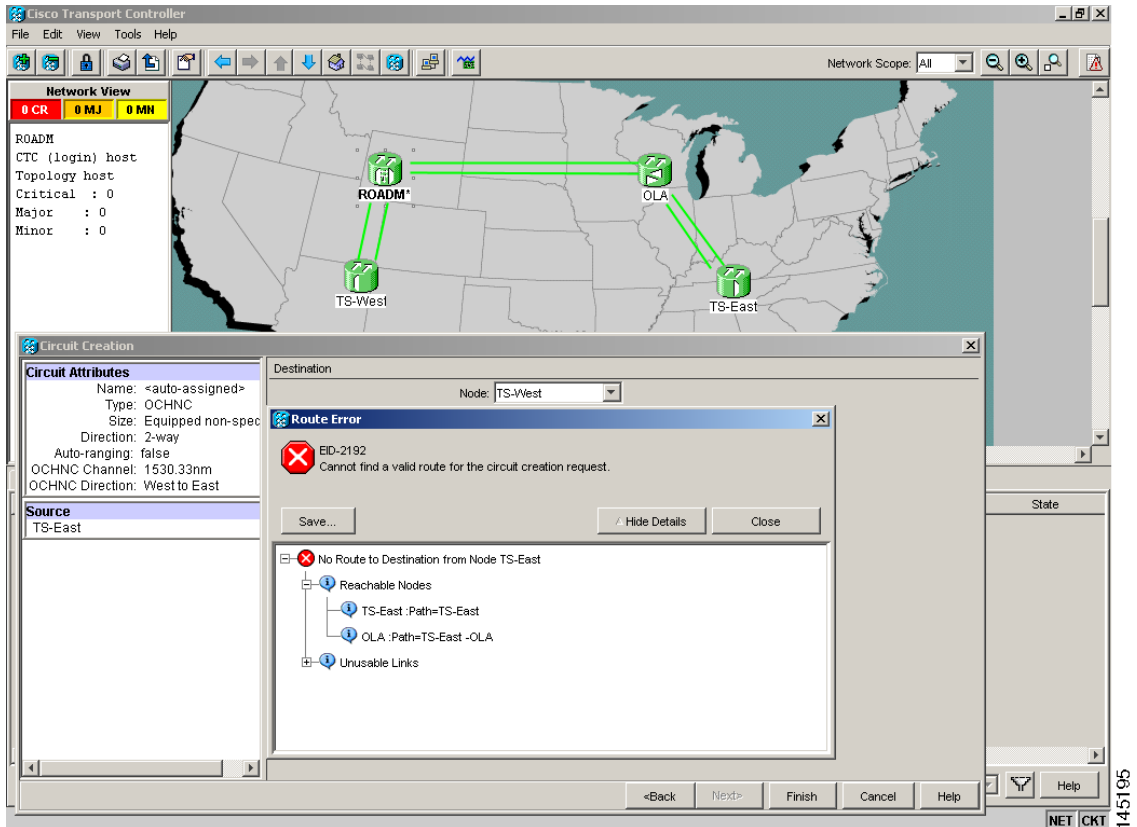 Cisco Transport Controller
File Edit View Tools Help
Network Scope: All
Network View
0 CR 0 MJ 0 MN
ROADM
CTC (login) host
Topology host
Critical : 0
Major : 0
Minor : 0
ROADM*
OLA
TS-West
TS-East
Circuit Creation
Circuit Attributes
Name: <auto-assigned>
Type: OCHNC
Size: Equipped non-spec
Direction: 2-way
Auto-ranging: false
OCHNC Channel: 1530.33nm
OCHNC Direction: West to East
Source
TS-East
Destination
Node: TS-West
Route Error
EID-2192
Cannot find a valid route for the circuit creation request.
Save... Hide Details Close
No Route to Destination from Node TS-East
Reachable Nodes
TS-East :Path=TS-East
OLA :Path=TS-East -OLA
Unusable Links
State
Help
<Back Next> Finish Cancel Help
NET CKT
145195